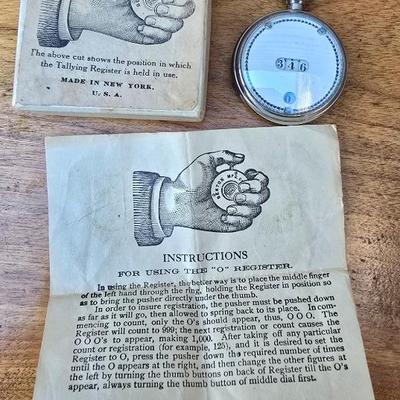 The above cut shows the position in which
the Tallying Register is held in use.
MADE IN NEW YORK,
U. S. A.
346
INSTRUCTIONS
FOR USING THE "O" REGISTER.
In using the Register, the better way is to place the middle finger
of the left hand through the ring, holding the Register in position so
as to bring the pusher directly under the thumb.
In order to insure registration, the pusher must be pushed down
as far as it will go, then allowed to spring back to its place. In com-
mencing to count, only the O's should appear, thus, O O O. The
Register will count to 999; the next registration or count causes the
O O O's to appear, making 1,000. After taking off any particular
count or registration (for example, 125), and it is desired to set the
Register to O, press the pusher down the required number of times
until the O appears at the right, and then change the other figures at
the left by turning the thumb buttons on back of Register till the O's
appear, always turning the thumb button of middle dial first.